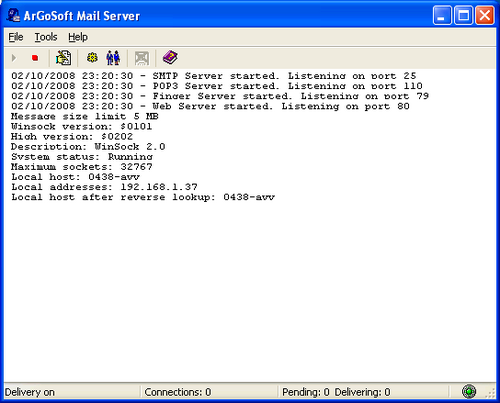 ArGoSoft Mail Server
File Tools Help
02/10/2008 23:20:30 - SMTP Server started. Listening on port 25
02/10/2008 23:20:30 - POP3 Server started. Listening on port 110
02/10/2008 23:20:30 - Finger Server started. Listening on port 79
02/10/2008 23:20:30 - Web Server started. Listening on port 80
Message size limit 5 MB
Winsock version: $0101
High version: $0202
Description: WinSock 2.0
System status: Running
Maximum sockets: 32767
Local host: 0438-avv
Local addresses: 192.168.1.37
Local host after reverse lookup: 0438-avv
Delivery on Connections: 0 Pending: 0 Delivering: 0